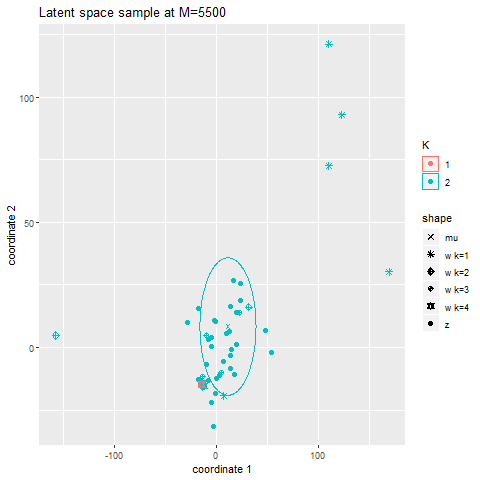 Latent space sample at M=5500
coordinate 2
100
50
0
-100
0
100
coordinate 1
K
1
2
shape
mu
w k=1
w k=2
w k=3
w k=4
z